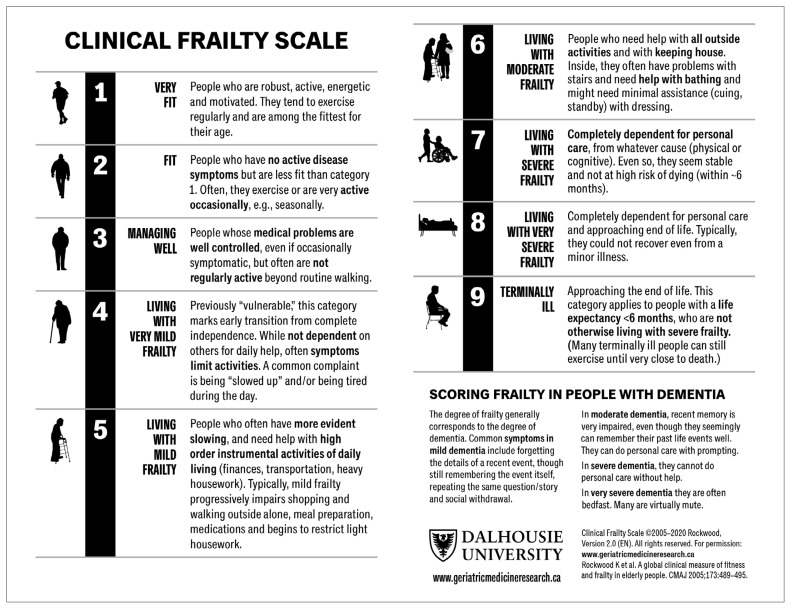 CLINICAL FRAILTY SCALE
1
VERY
FIT
People who are robust, active, energetic
and motivated. They tend to exercise
regularly and are among the fittest for
their age.
2
FIT
People who have no active disease
symptoms but are less fit than category
1. Often, they exercise or are very active
occasionally, e.g., seasonally.
3
MANAGING
WELL
People whose medical problems are
well controlled, even if occasionally
symptomatic, but often are not
regularly active beyond routine walking.
4
LIVING
WITH
VERY MILD
FRAILTY
Previously “vulnerable,” this category
marks early transition from complete
independence. While not dependent on
others for daily help, often symptoms
limit activities. A common complaint
is being “slowed up” and/or being tired
during the day.
5
LIVING
WITH
MILD
FRAILTY
People who often have more evident
slowing, and need help with high
order instrumental activities of daily
living (finances, transportation, heavy
housework). Typically, mild frailty
progressively impairs shopping and
walking outside alone, meal preparation,
medications and begins to restrict light
housework.
6
LIVING
WITH
MODERATE
FRAILTY
People who need help with all outside
activities and with keeping house.
Inside, they often have problems with
stairs and need help with bathing and
might need minimal assistance (cuing,
standby) with dressing.
7
LIVING
WITH
SEVERE
FRAILTY
Completely dependent for personal
care, from whatever cause (physical or
cognitive). Even so, they seem stable
and not at high risk of dying (within ~6
months).
8
LIVING
WITH VERY
SEVERE
FRAILTY
Completely dependent for personal care
and approaching end of life. Typically,
they could not recover even from a
minor illness.
9
TERMINALLY
ILL
Approaching the end of life. This
category applies to people with a life
expectancy <6 months, who are not
otherwise living with severe frailty.
(Many terminally ill people can still
exercise until very close to death.)
SCORING FRAILTY IN PEOPLE WITH DEMENTIA
The degree of frailty generally
corresponds to the degree of
dementia. Common symptoms in
mild dementia include forgetting
the details of a recent event, though
still remembering the event itself,
repeating the same question/story
and social withdrawal.
In moderate dementia, recent memory is
very impaired, even though they seemingly
can remember their past life events well.
They can do personal care with prompting.
In severe dementia, they cannot do
personal care without help.
In very severe dementia they are often
bedfast. Many are virtually mute.
DALHOUSIE
UNIVERSITY
www.geriatricmedicineresearch.ca
Clinical Frailty Scale ©2005–2020 Rockwood,
Version 2.0 (EN). All rights reserved. For permission:
www.geriatricmedicineresearch.ca
Rockwood K et al. A global clinical measure of fitness
and frailty in elderly people. CMAJ 2005;173:489–495.